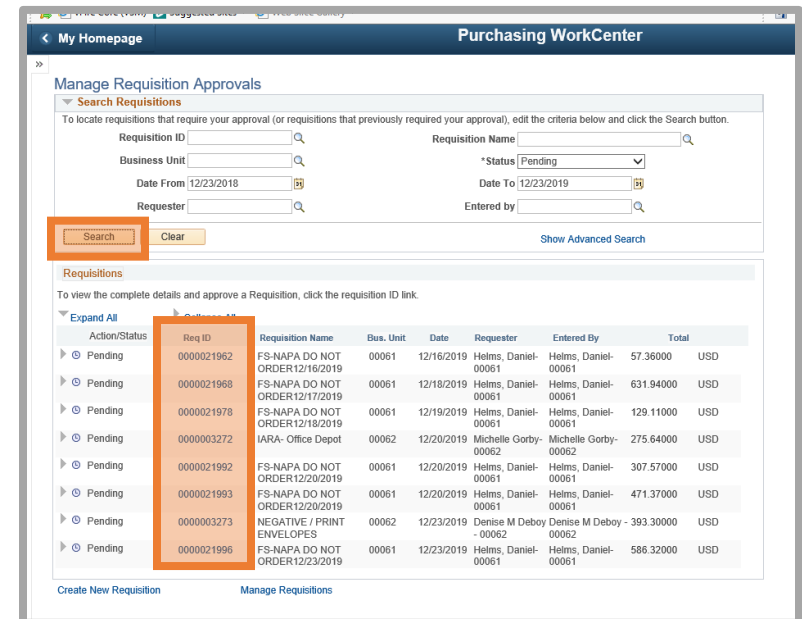 VPHC Core (VSM) Suggested Sites Web Slice Gallery
My Homepage Purchasing WorkCenter
»
Manage Requisition Approvals
Search Requisitions
To locate requisitions that require your approval (or requisitions that previously required your approval), edit the criteria below and click the Search button.
Requisition ID Requisition Name
Business Unit *Status Pending
Date From 12/23/2018 Date To 12/23/2019
Requester Entered by
Search Clear Show Advanced Search
Requisitions
To view the complete details and approve a Requisition, click the requisition ID link.
Expand All Collapse All
Action/Status Req ID Requisition Name Bus. Unit Date Requester Entered By Total
Pending 0000021962 FS-NAPA DO NOT 00061 12/16/2019 Helms, Daniel- Helms, Daniel- 57.36000 USD
ORDER12/16/2019 00061 00061
Pending 0000021968 FS-NAPA DO NOT 00061 12/18/2019 Helms, Daniel- Helms, Daniel- 631.94000 USD
ORDER12/17/2019 00061 00061
Pending 0000021978 FS-NAPA DO NOT 00061 12/19/2019 Helms, Daniel- Helms, Daniel- 129.11000 USD
ORDER12/18/2019 00061 00061
Pending 0000003272 IARA- Office Depot 00062 12/20/2019 Michelle Gorby- Michelle Gorby- 275.64000 USD
00062 00062
Pending 0000021992 FS-NAPA DO NOT 00061 12/20/2019 Helms, Daniel- Helms, Daniel- 307.57000 USD
ORDER12/20/2019 00061 00061
Pending 0000021993 FS-NAPA DO NOT 00061 12/20/2019 Helms, Daniel- Helms, Daniel- 471.37000 USD
ORDER12/20/2019 00061 00061
Pending 0000003273 NEGATIVE / PRINT 00062 12/23/2019 Denise M Deboy Denise M Deboy - 393.30000 USD
ENVELOPES - 00062 00062
Pending 0000021996 FS-NAPA DO NOT 00061 12/23/2019 Helms, Daniel- Helms, Daniel- 586.32000 USD
ORDER12/23/2019 00061 00061
Create New Requisition Manage Requisitions